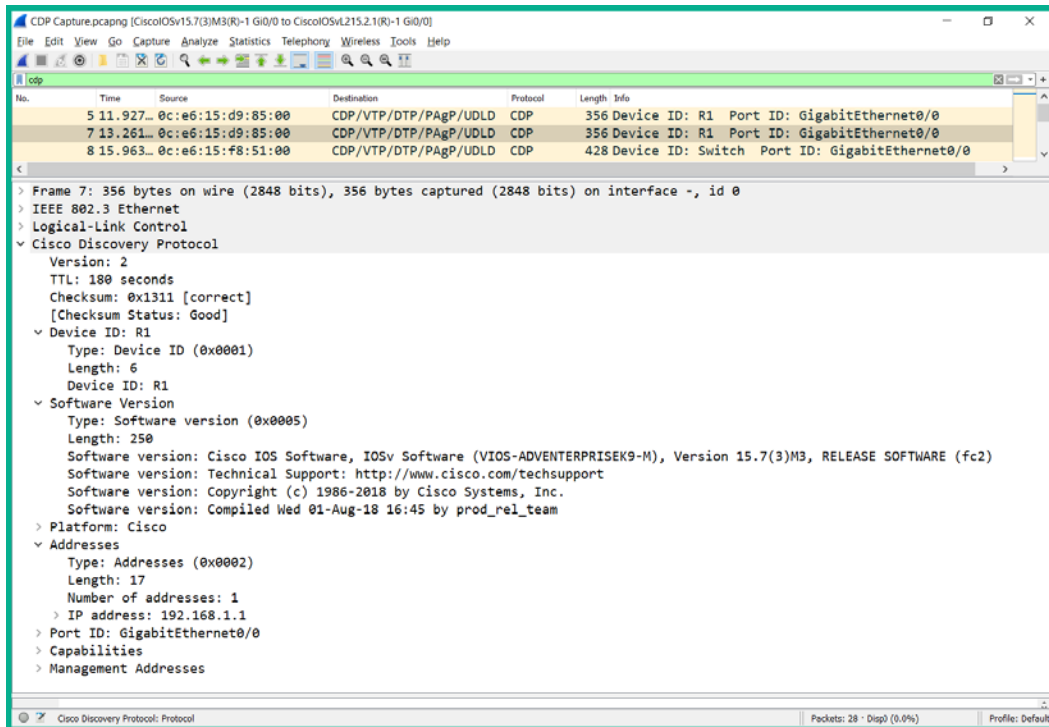 CDP Capture.pcapng [CiscoIOSv15.7(3)M3(R)-1 Gi0/0 to CiscoIOSvL215.2.1(R)-1 Gi0/0]
File Edit View Go Capture Analyze Statistics Telephony Wireless Tools Help
cdp
No. Time Source Destination Protocol Length Info
5 11.927… 0c:e6:15:d9:85:00 CDP/VTP/DTP/PAgP/UDLD CDP 356 Device ID: R1 Port ID: GigabitEthernet0/0
7 13.261… 0c:e6:15:d9:85:00 CDP/VTP/DTP/PAgP/UDLD CDP 356 Device ID: R1 Port ID: GigabitEthernet0/0
8 15.963… 0c:e6:15:f8:51:00 CDP/VTP/DTP/PAgP/UDLD CDP 428 Device ID: Switch Port ID: GigabitEthernet0/0
Frame 7: 356 bytes on wire (2848 bits), 356 bytes captured (2848 bits) on interface -, id 0
IEEE 802.3 Ethernet
Logical-Link Control
Cisco Discovery Protocol
Version: 2
TTL: 180 seconds
Checksum: 0x1311 [correct]
[Checksum Status: Good]
Device ID: R1
Type: Device ID (0x0001)
Length: 6
Device ID: R1
Software Version
Type: Software version (0x0005)
Length: 250
Software version: Cisco IOS Software, IOSv Software (VIOS-ADVENTERPRISEK9-M), Version 15.7(3)M3, RELEASE SOFTWARE (fc2)
Software version: Technical Support: http://www.cisco.com/techsupport
Software version: Copyright (c) 1986-2018 by Cisco Systems, Inc.
Software version: Compiled Wed 01-Aug-18 16:45 by prod_rel_team
Platform: Cisco
Addresses
Type: Addresses (0x0002)
Length: 17
Number of addresses: 1
IP address: 192.168.1.1
Port ID: GigabitEthernet0/0
Capabilities
Management Addresses
Cisco Discovery Protocol: Protocol
Packets: 28 · Disp) (0.0%)
Profile: Default